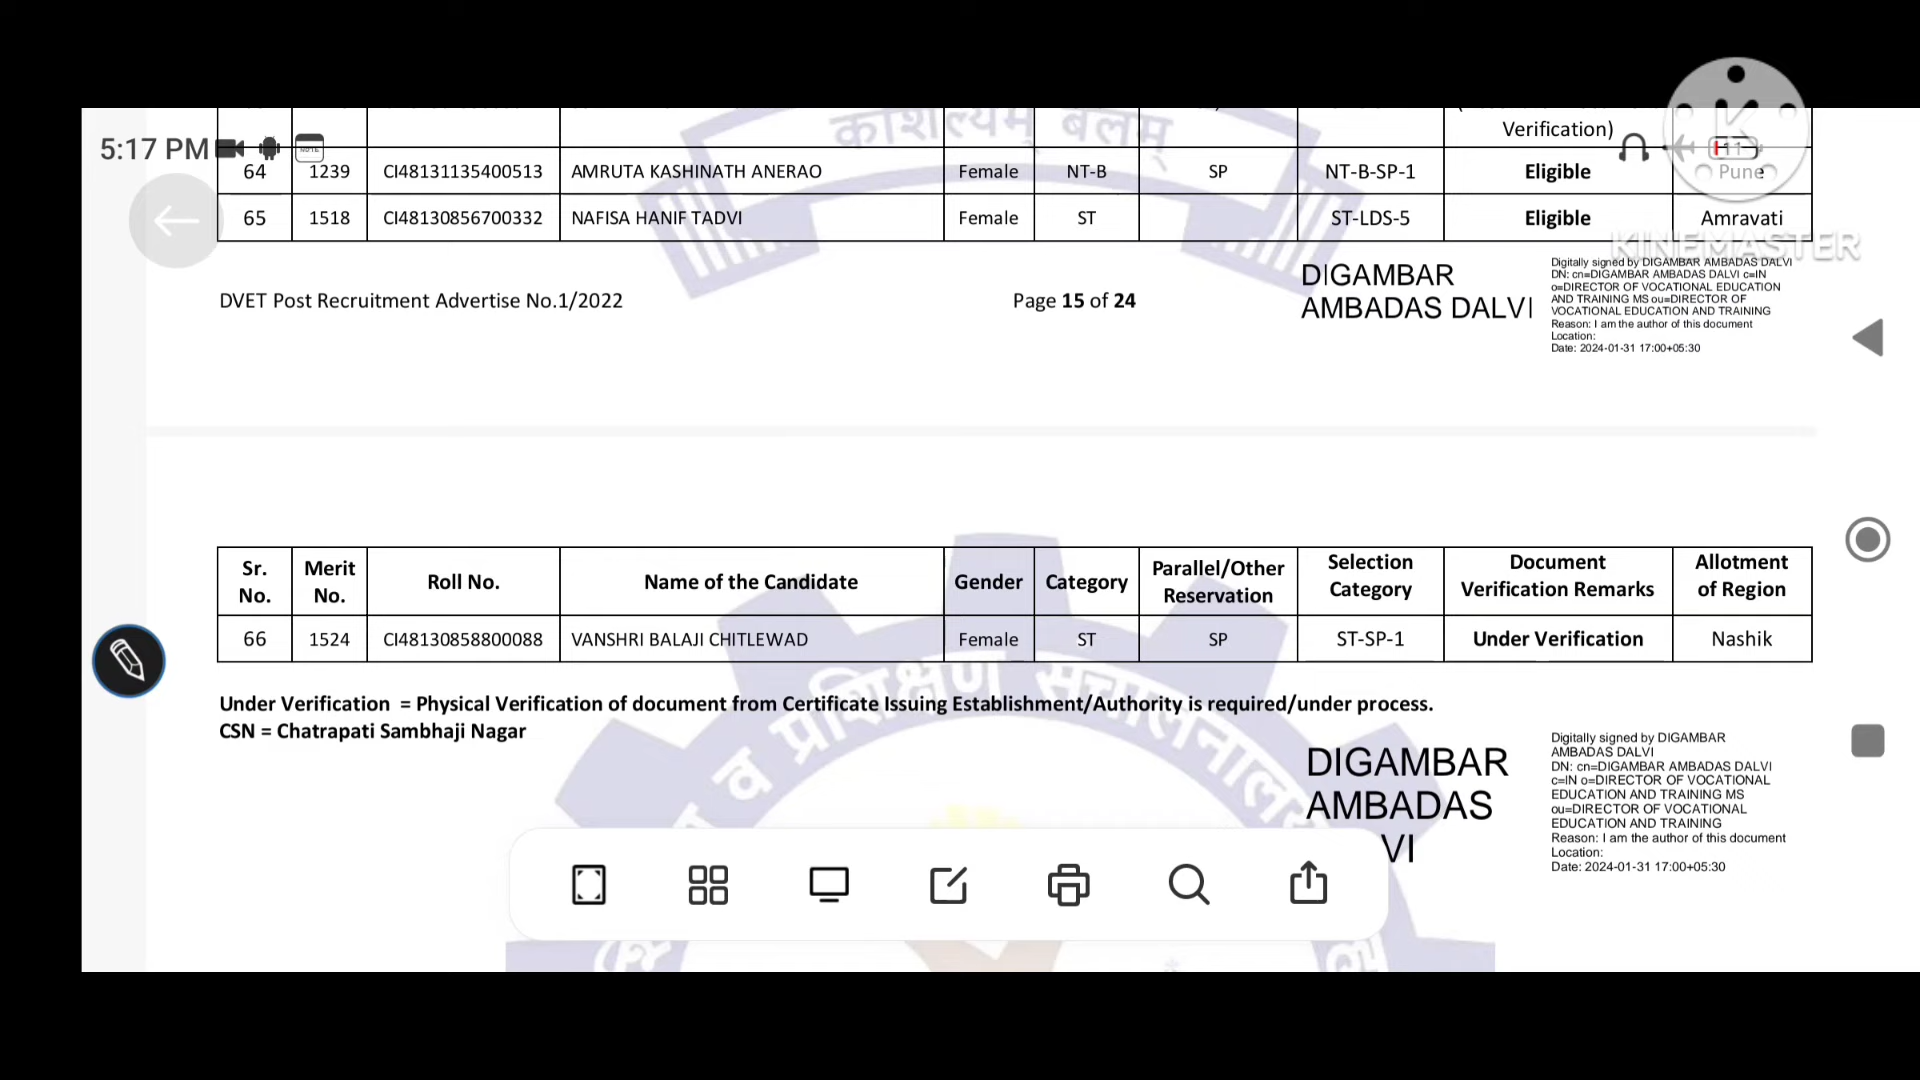 काशल्यम् बलम्
Verification)
5:17 PM
11
64 1239 CI48131135400513 AMRUTA KASHINATH ANERAO Female NT-B SP NT-B-SP-1 Eligible Pune
65 1518 CI48130856700332 NAFISA HANIF TADVI Female ST ST-LDS-5 Eligible Amravati
KINEMASTER
DVET Post Recruitment Advertise No.1/2022
Page 15 of 24
DIGAMBAR
AMBADAS DALVI
Digitally signed by DIGAMBAR AMBADAS DALVI
DN: cn=DIGAMBAR AMBADAS DALVI c=IN
o=DIRECTOR OF VOCATIONAL EDUCATION
AND TRAINING MS ou=DIRECTOR OF
VOCATIONAL EDUCATION AND TRAINING
Reason: I am the author of this document
Location:
Date: 2024-01-31 17:00+05:30
Sr. No. Merit No. Roll No. Name of the Candidate Gender Category Parallel/Other Reservation Selection Category Document Verification Remarks Allotment of Region
66 1524 CI48130858800088 VANSHRI BALAJI CHITLEWAD Female ST SP ST-SP-1 Under Verification Nashik
Under Verification = Physical Verification of document from Certificate Issuing Establishment/Authority is required/under process.
CSN = Chatrapati Sambhaji Nagar
व प्रशिक्षण संचालनालय
DIGAMBAR
AMBADAS
VI
Digitally signed by DIGAMBAR
AMBADAS DALVI
DN: cn=DIGAMBAR AMBADAS DALVI
c=IN o=DIRECTOR OF VOCATIONAL
EDUCATION AND TRAINING MS
ou=DIRECTOR OF VOCATIONAL
EDUCATION AND TRAINING
Reason: I am the author of this document
Location:
Date: 2024-01-31 17:00+05:30